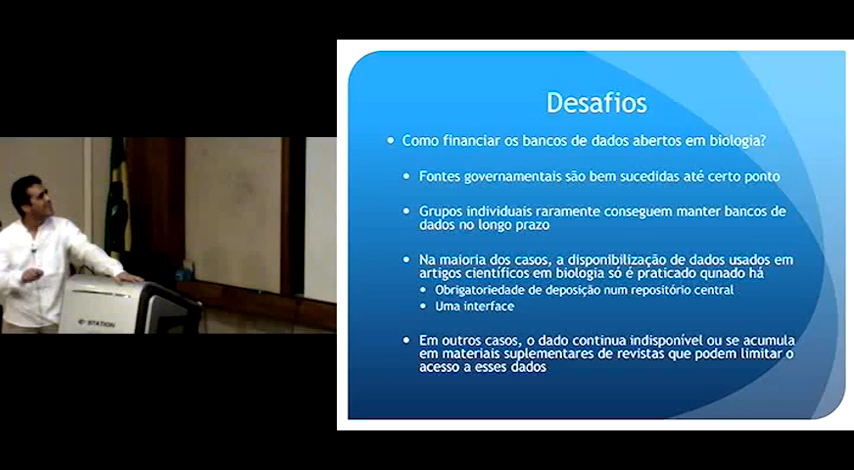 Desafios
Como financiar os bancos de dados abertos em biologia?
Fontes governamentais são bem sucedidas até certo ponto
Grupos individuais raramente conseguem manter bancos de
dados no longo prazo
Na maioria dos casos, a disponibilização de dados usados em
artigos científicos em biologia só é praticado qunado há
Obrigatoriedade de deposição num repositório central
Uma interface
Em outros casos, o dado continua indisponível ou se acumula
em materiais suplementares de revistas que podem limitar o
acesso a esses dados
STATION